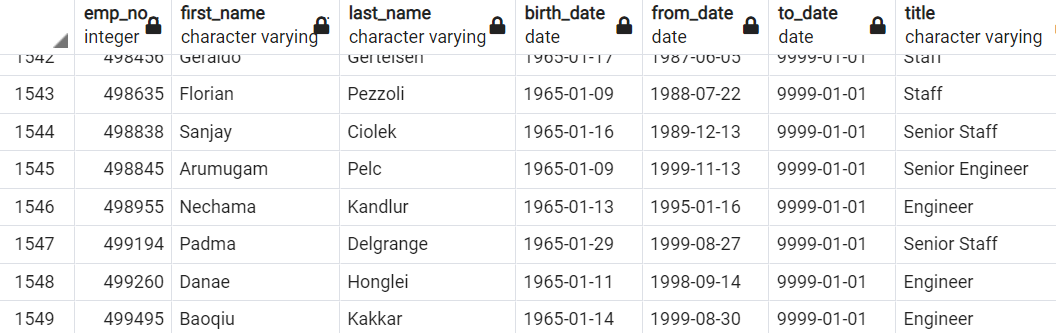 emp_no first_name last_name birth_date from_date to_date title
integer character varying character varying date date date character varying
1542 498456 Geraldo Gertelsen 1965-01-17 1987-06-05 9999-01-01 Staff
1543 498635 Florian Pezzoli 1965-01-09 1988-07-22 9999-01-01 Staff
1544 498838 Sanjay Ciolek 1965-01-16 1989-12-13 9999-01-01 Senior Staff
1545 498845 Arumugam Pelc 1965-01-09 1999-11-13 9999-01-01 Senior Engineer
1546 498955 Nechama Kandlur 1965-01-13 1995-01-16 9999-01-01 Engineer
1547 499194 Padma Delgrange 1965-01-29 1999-08-27 9999-01-01 Senior Staff
1548 499260 Danae Honglei 1965-01-11 1998-09-14 9999-01-01 Engineer
1549 499495 Baoqiu Kakkar 1965-01-14 1999-08-30 9999-01-01 Engineer